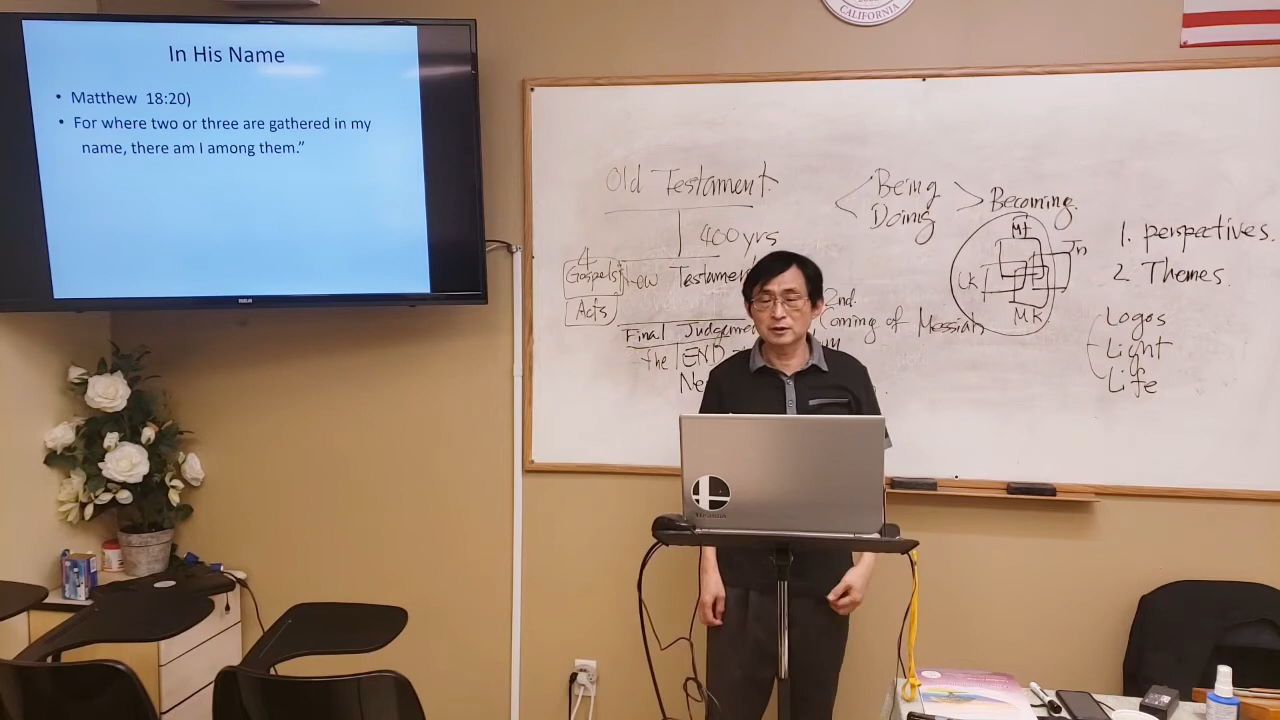 In His Name
• Matthew 18:20)
• For where two or three are gathered in my
name, there am I among them.”
CALIFORNIA
Old Testament
400 yrs
4
Gospels
Testament
Acts
Final Judgement
the END
2nd.
Coming of Messiah
Being
Doing
Becoming.
Mt
Jn
Lk
Mk
1. perspectives.
2 Themes.
Logos
Light
Life
TOSHIBA